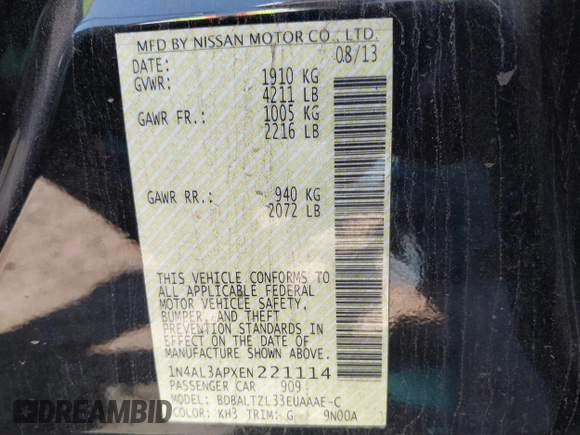 MFD BY NISSAN MOTOR CO., LTD.
DATE: 08/13
GVWR: 1910 KG
4211 LB
GAWR FR.: 1005 KG
2216 LB
GAWR RR.: 940 KG
2072 LB
THIS VEHICLE CONFORMS TO
ALL APPLICABLE FEDERAL
MOTOR VEHICLE SAFETY,
BUMPER, AND THEFT
PREVENTION STANDARDS IN
EFFECT ON THE DATE OF
MANUFACTURE SHOWN ABOVE.
1N4AL3APXEN221114
PASSENGER CAR 909
MODEL: BDBALTZL33EUAAAE-C
COLOR: KH3 TRIM: G 9N00A
DEALERSHIP
AUCTION PRICES